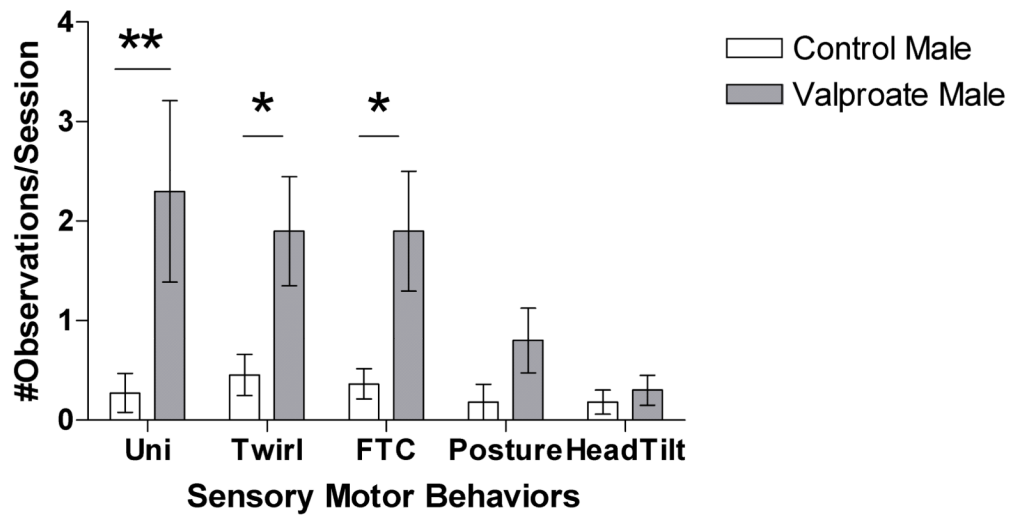 4
3
2
1
0
#Observations/Session
**
*
*
Control Male
Valproate Male
Uni Twirl FTC Posture HeadTilt
Sensory Motor Behaviors